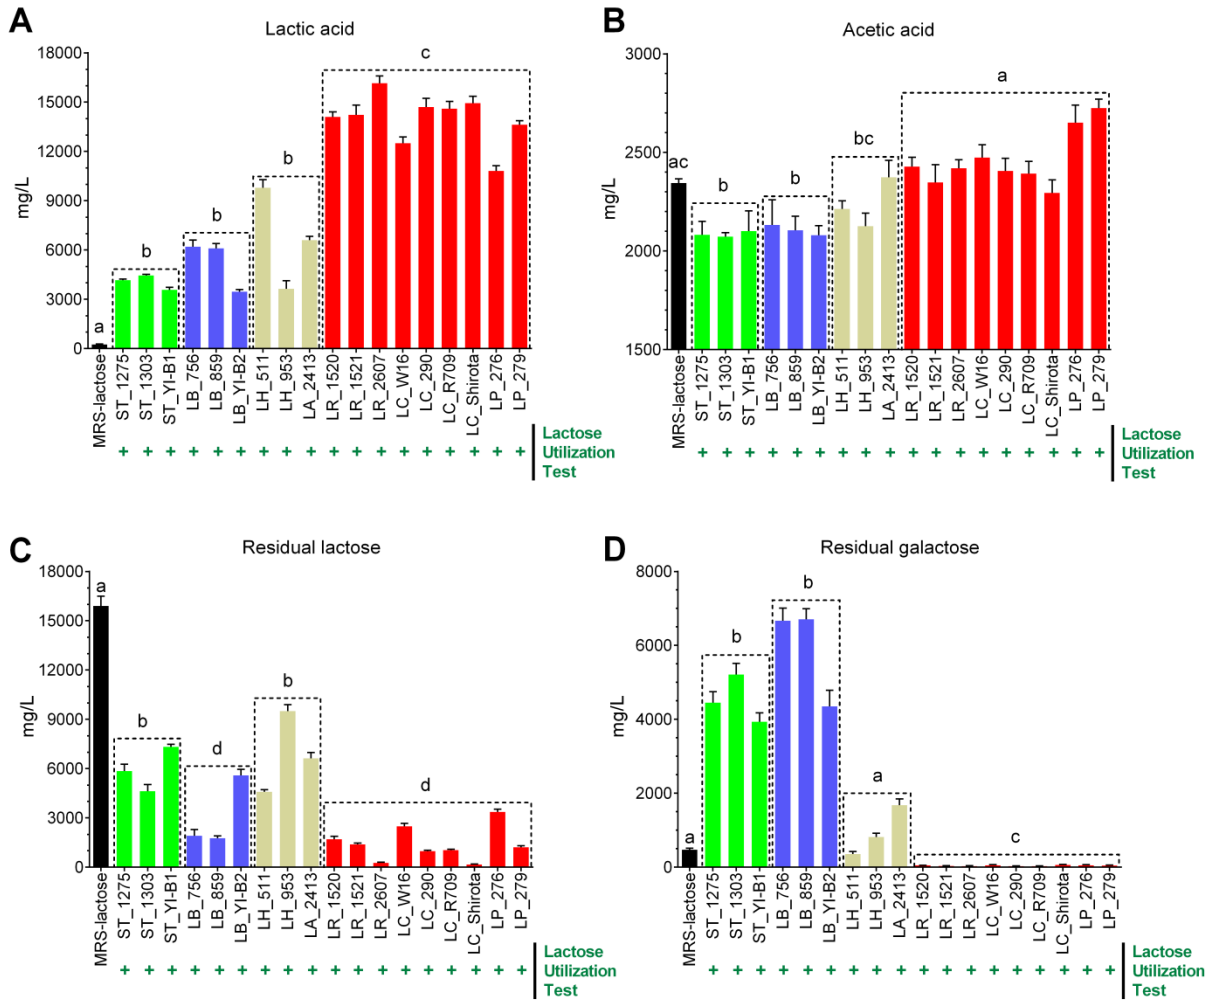 A
Lactic acid
mg/L
18000
15000
12000
9000
6000
3000
0
a
b
b
b
c
MRS-lactose
ST_1275
ST_1303
ST_YI-B1
LB_756
LB_859
LB_YI-B2
LH_511
LH_953
LA_2413
LR_1520
LR_1521
LR_2607
LC_W16
LC_290
LC_R709
LC_Shirota
LP_276
LP_279
+ + + + + + + + + + + + + + + + + +
Lactose
Utilization
Test
B
Acetic acid
mg/L
3000
2500
2000
1500
ac
b
b
bc
a
MRS-lactose
ST_1275
ST_1303
ST_YI-B1
LB_756
LB_859
LB_YI-B2
LH_511
LH_953
LA_2413
LR_1520
LR_1521
LR_2607
LC_W16
LC_290
LC_R709
LC_Shirota
LP_276
LP_279
+ + + + + + + + + + + + + + + + + +
Lactose
Utilization
Test
C
Residual lactose
mg/L
18000
15000
12000
9000
6000
3000
0
a
b
d
b
d
MRS-lactose
ST_1275
ST_1303
ST_YI-B1
LB_756
LB_859
LB_YI-B2
LH_511
LH_953
LA_2413
LR_1520
LR_1521
LR_2607
LC_W16
LC_290
LC_R709
LC_Shirota
LP_276
LP_279
+ + + + + + + + + + + + + + + + + +
Lactose
Utilization
Test
D
Residual galactose
mg/L
8000
6000
4000
2000
0
a
b
b
a
c
MRS-lactose
ST_1275
ST_1303
ST_YI-B1
LB_756
LB_859
LB_YI-B2
LH_511
LH_953
LA_2413
LR_1520
LR_1521
LR_2607
LC_W16
LC_290
LC_R709
LC_Shirota
LP_276
LP_279
+ + + + + + + + + + + + + + + + + +
Lactose
Utilization
Test